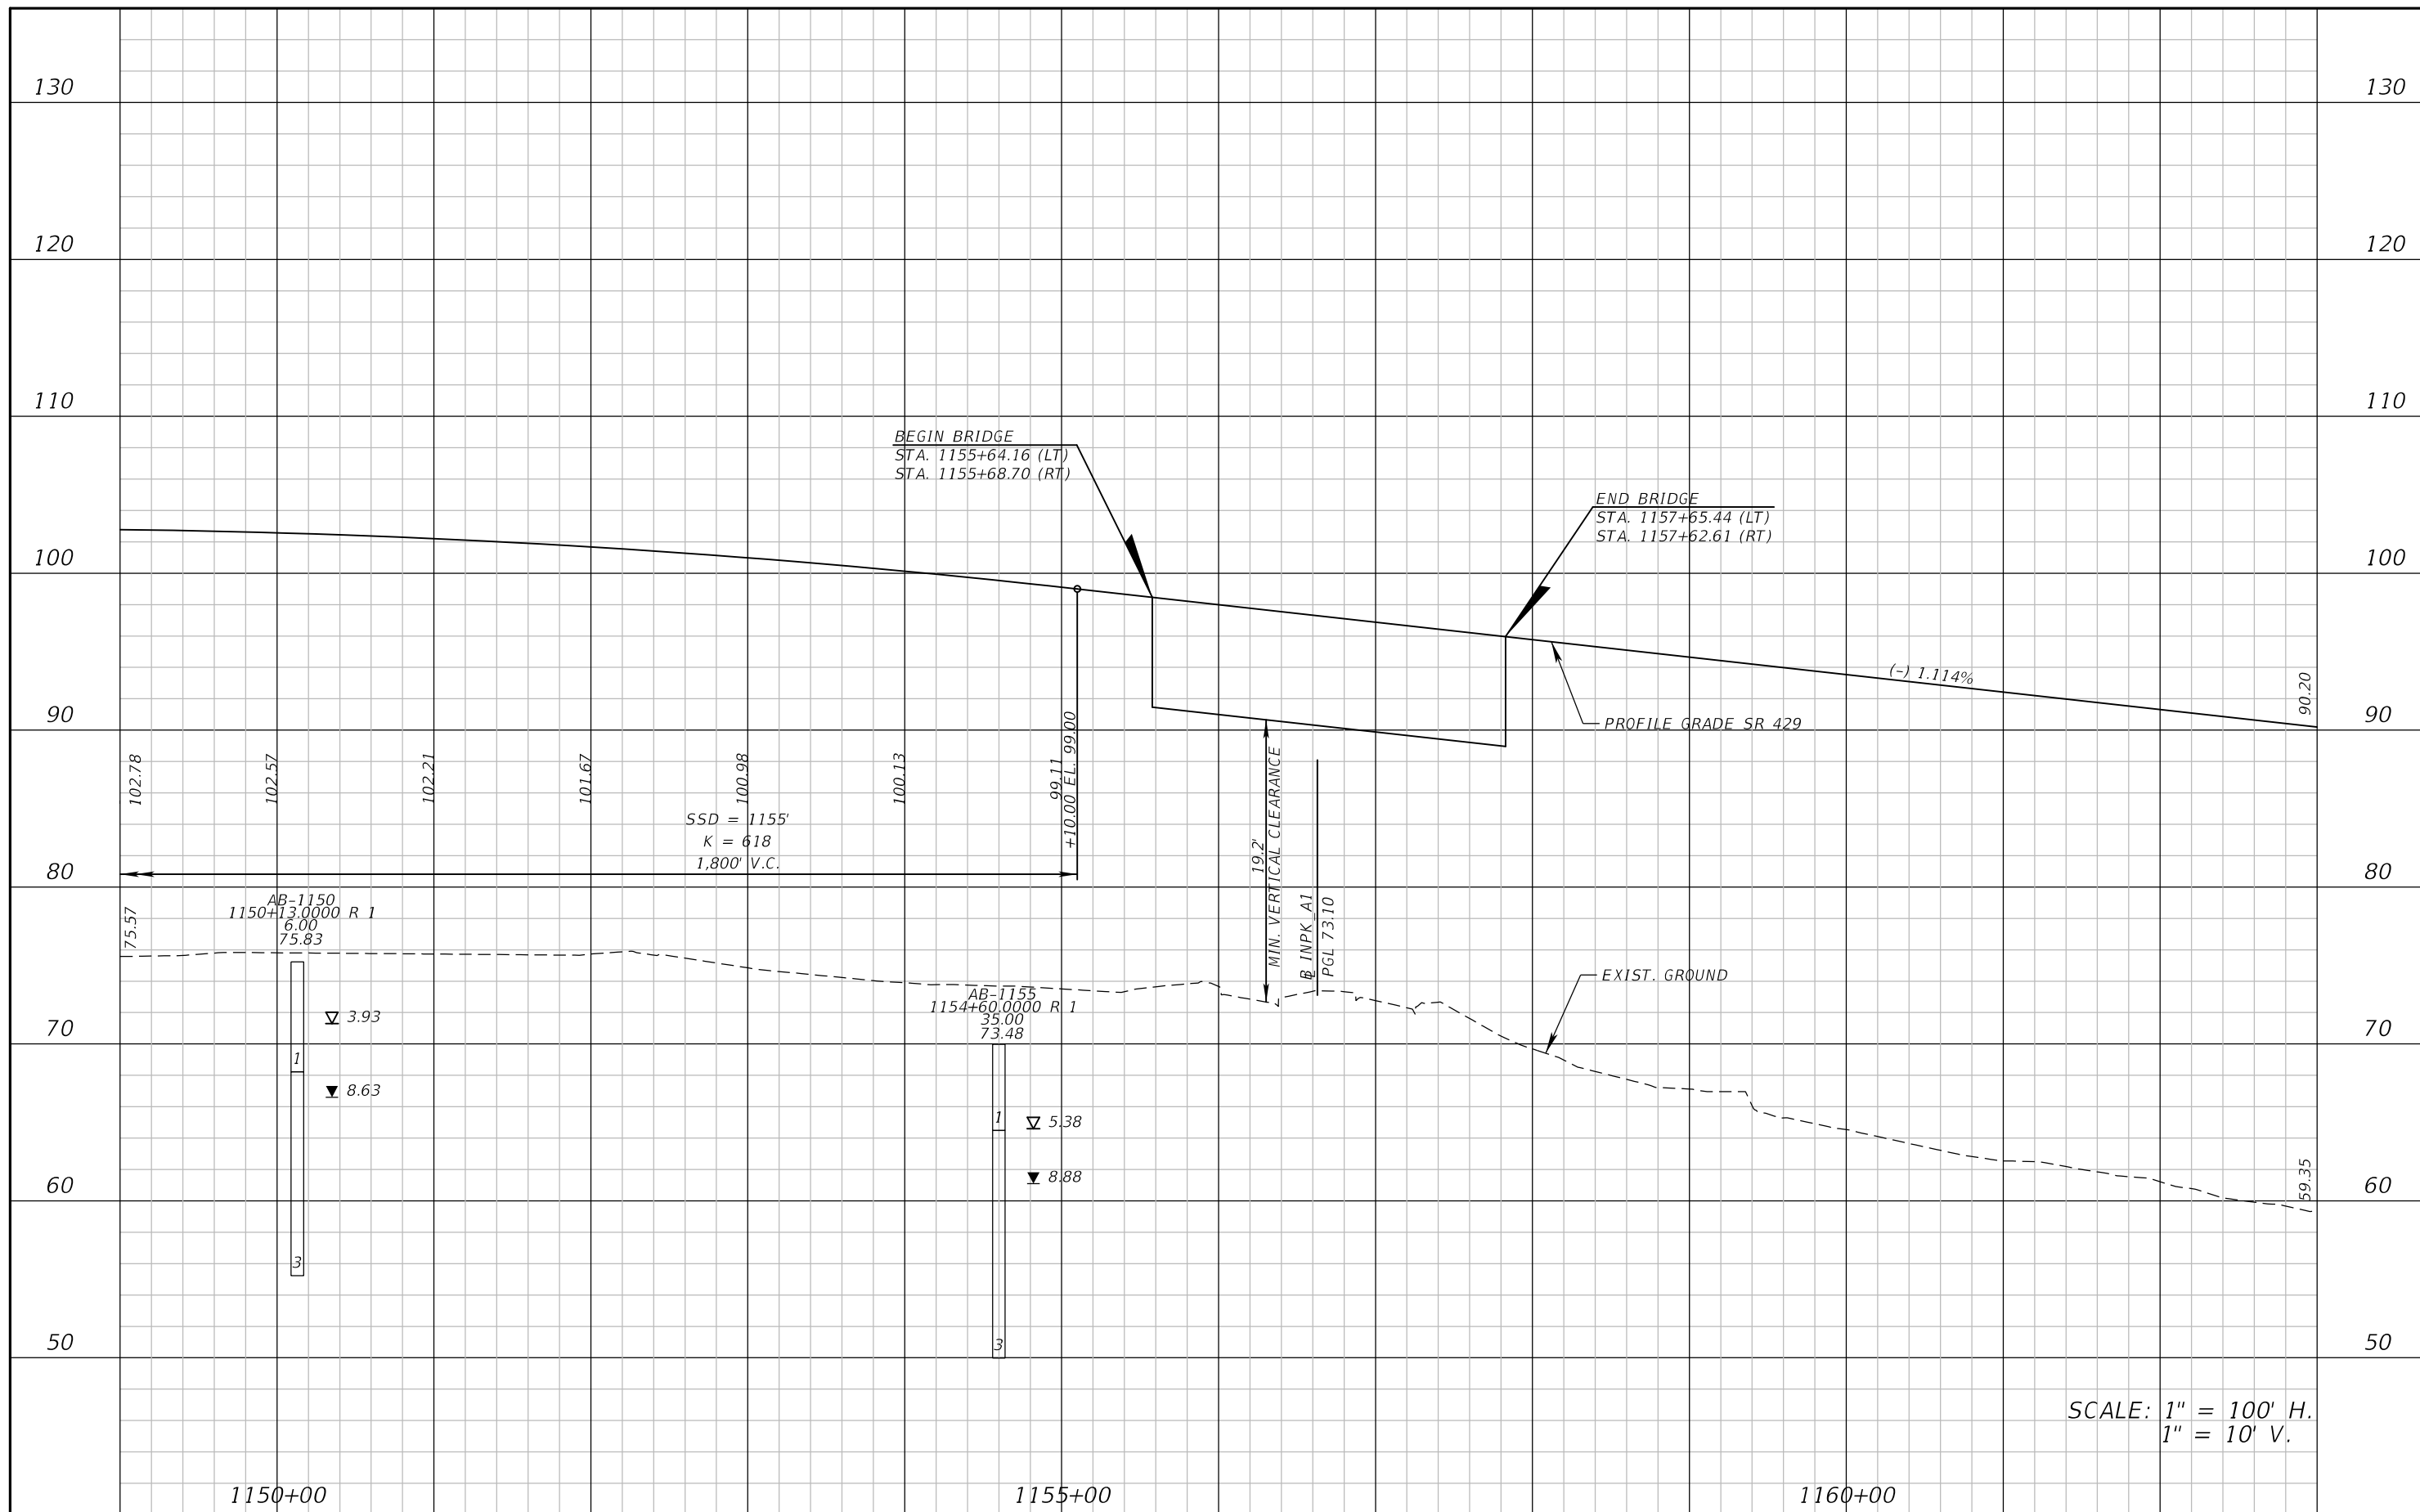 130
130
120
120
110
110
BEGIN BRIDGE
STA. 1155+64.16 (LT)
STA. 1155+68.70 (RT)
END BRIDGE
STA. 1157+65.44 (LT)
STA. 1157+62.61 (RT)
100
100
(-) 1.114%
90.20
PROFILE GRADE SR 429
90
90
102.78
102.57
102.21
101.67
100.98
100.13
99.11
+10.00 EL. 99.00
SSD = 1155'
K = 618
1,800' V.C.
19.2'
MIN. VERTICAL CLEARANCE
80
80
75.57
AB-1150
1150+13.0000 R 1
6.00
75.83
INPK_A1
PGL 73.10
EXIST. GROUND
AB-1155
1154+60.0000 R 1
35.00
73.48
70
70
3.93
1
8.63
1
5.38
8.88
59.35
60
60
3
3
50
50
SCALE: 1" = 100' H.
1" = 10' V.
1150+00
1155+00
1160+00